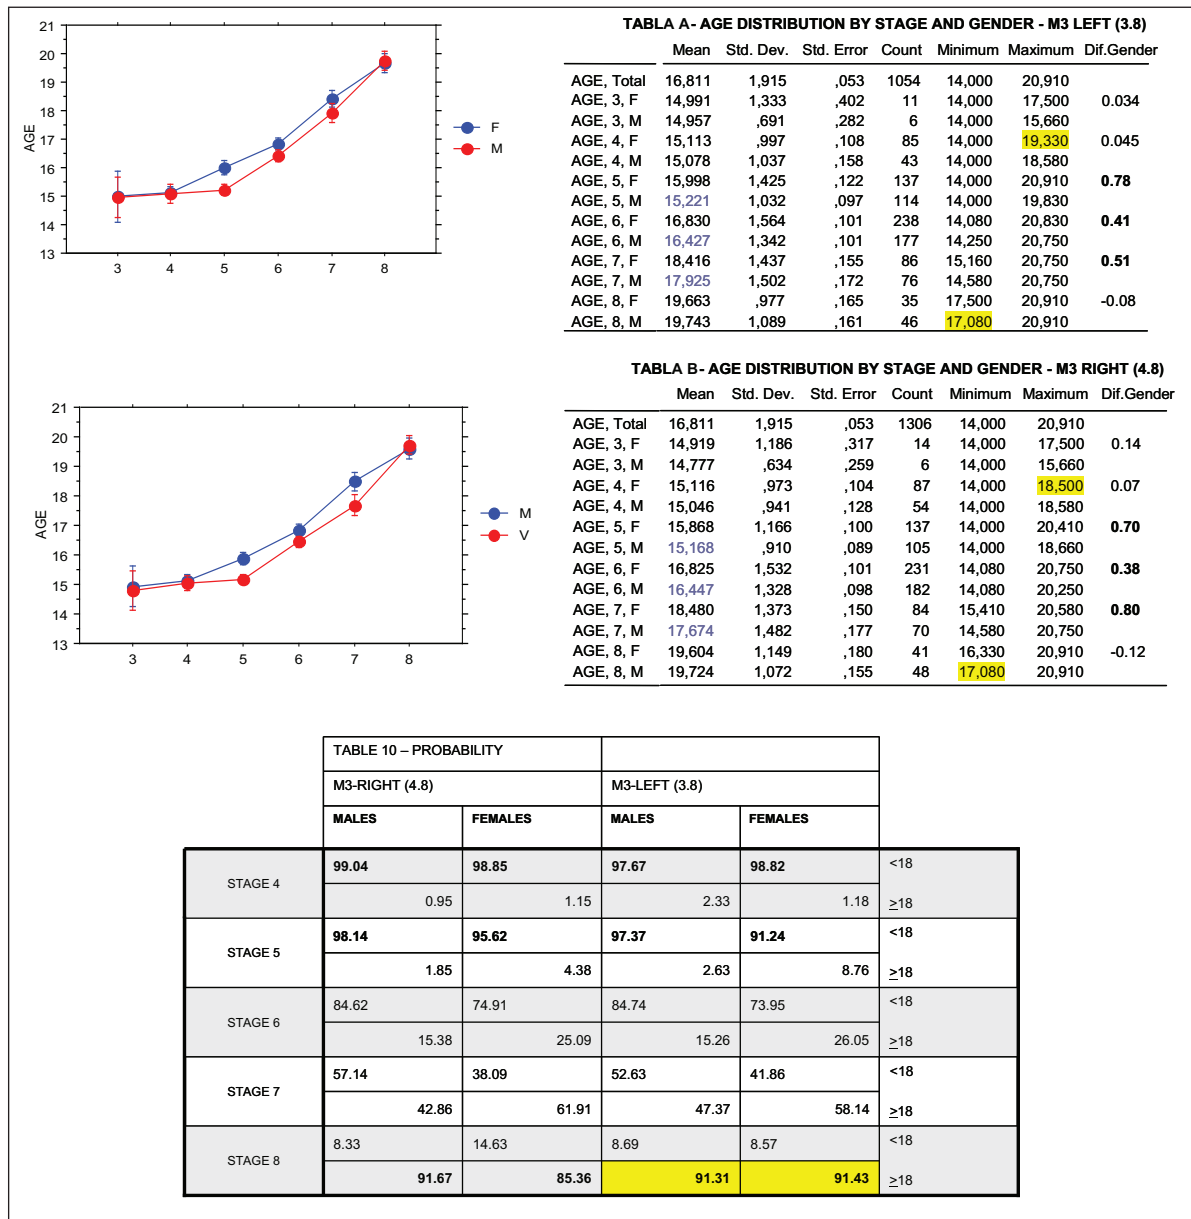 21
20
19
18
17
16
15
14
13
AGE
3 4 5 6 7 8
F
M
TABLA A- AGE DISTRIBUTION BY STAGE AND GENDER - M3 LEFT (3.8)
Mean Std. Dev. Std. Error Count Minimum Maximum Dif.Gender
AGE, Total 16,811 1,915 ,053 1054 14,000 20,910
AGE, 3, F 14,991 1,333 ,402 11 14,000 17,500 0.034
AGE, 3, M 14,957 ,691 ,282 6 14,000 15,660
AGE, 4, F 15,113 ,997 ,108 85 14,000 19,330 0.045
AGE, 4, M 15,078 1,037 ,158 43 14,000 18,580
AGE, 5, F 15,998 1,425 ,122 137 14,000 20,910 0.78
AGE, 5, M 15,221 1,032 ,097 114 14,000 19,830
AGE, 6, F 16,830 1,564 ,101 238 14,080 20,830 0.41
AGE, 6, M 16,427 1,342 ,101 177 14,250 20,750
AGE, 7, F 18,416 1,437 ,155 86 15,160 20,750 0.51
AGE, 7, M 17,925 1,502 ,172 76 14,580 20,750
AGE, 8, F 19,663 ,977 ,165 35 17,500 20,910 -0.08
AGE, 8, M 19,743 1,089 ,161 46 17,080 20,910
21
20
19
18
17
16
15
14
13
AGE
3 4 5 6 7 8
M
V
TABLA B- AGE DISTRIBUTION BY STAGE AND GENDER - M3 RIGHT (4.8)
Mean Std. Dev. Std. Error Count Minimum Maximum Dif.Gender
AGE, Total 16,811 1,915 ,053 1306 14,000 20,910
AGE, 3, F 14,919 1,186 ,317 14 14,000 17,500 0.14
AGE, 3, M 14,777 ,634 ,259 6 14,000 15,660
AGE, 4, F 15,116 ,973 ,104 87 14,000 18,500 0.07
AGE, 4, M 15,046 ,941 ,128 54 14,000 18,580
AGE, 5, F 15,868 1,166 ,100 137 14,000 20,410 0.70
AGE, 5, M 15,168 ,910 ,089 105 14,000 18,660
AGE, 6, F 16,825 1,532 ,101 231 14,080 20,750 0.38
AGE, 6, M 16,447 1,328 ,098 182 14,080 20,250
AGE, 7, F 18,480 1,373 ,150 84 15,410 20,580 0.80
AGE, 7, M 17,674 1,482 ,177 70 14,580 20,750
AGE, 8, F 19,604 1,149 ,180 41 16,330 20,910 -0.12
AGE, 8, M 19,724 1,072 ,155 48 17,080 20,910
TABLE 10 – PROBABILITY
M3-RIGHT (4.8) M3-LEFT (3.8)
MALES FEMALES MALES FEMALES
STAGE 4
99.04 98.85 97.67 98.82 <18
0.95 1.15 2.33 1.18 ≥18
STAGE 5
98.14 95.62 97.37 91.24 <18
1.85 4.38 2.63 8.76 ≥18
STAGE 6
84.62 74.91 84.74 73.95 <18
15.38 25.09 15.26 26.05 ≥18
STAGE 7
57.14 38.09 52.63 41.86 <18
42.86 61.91 47.37 58.14 ≥18
STAGE 8
8.33 14.63 8.69 8.57 <18
91.67 85.36 91.31 91.43 ≥18